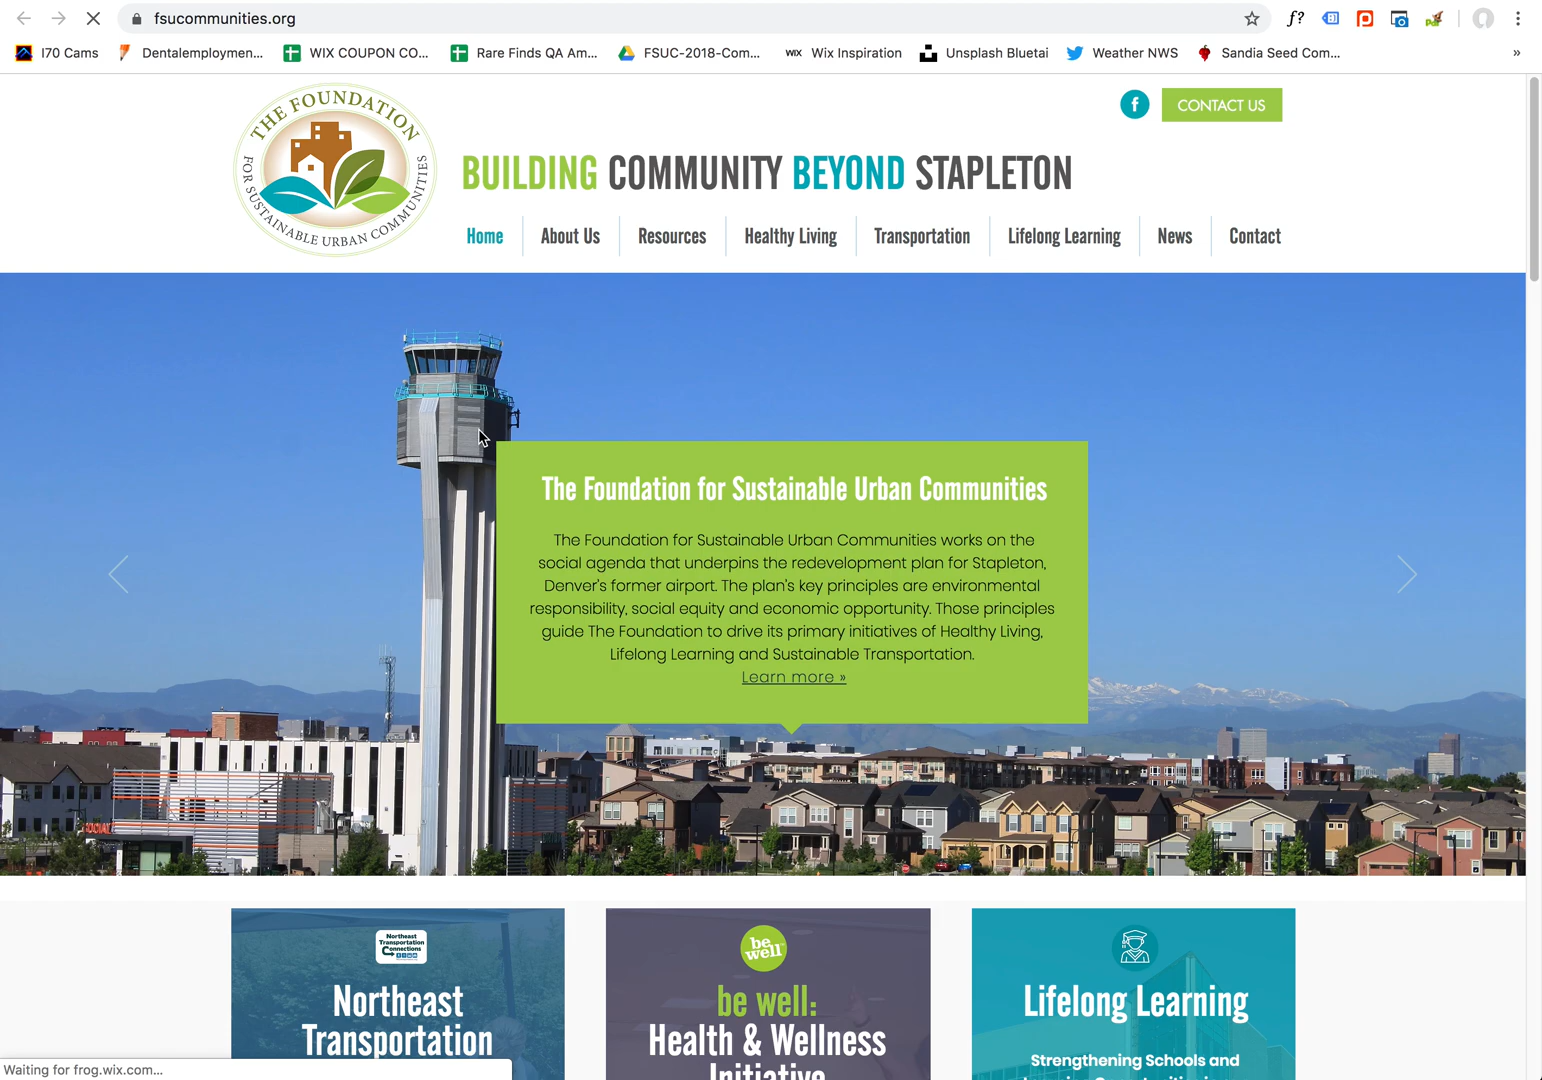 fsucommunities.org
f?
I70 Cams
Dentalemploymen...
WIX COUPON CO...
Rare Finds QA Am...
FSUC-2018-Com...
WiX
Wix Inspiration
Unsplash Bluetai
Weather NWS
Sandia Seed Com...
»
THE FOUNDATION
FOR SUSTAINABLE URBAN COMMUNITIES
f
CONTACT US
BUILDING COMMUNITY BEYOND STAPLETON
Home
About Us
Resources
Healthy Living
Transportation
Lifelong Learning
News
Contact
The Foundation for Sustainable Urban Communities
The Foundation for Sustainable Urban Communities works on the
social agenda that underpins the redevelopment plan for Stapleton,
Denver's former airport. The plan's key principles are environmental
responsibility, social equity and economic opportunity. Those principles
guide The Foundation to drive its primary initiatives of Healthy Living,
Lifelong Learning and Sustainable Transportation.
Learn more »
Northeast
Transportation
Connections
Northeast
Transportation
be
well
be well:
Health & Wellness
Initiative
Lifelong Learning
Strengthening Schools and
Waiting for frog.wix.com...